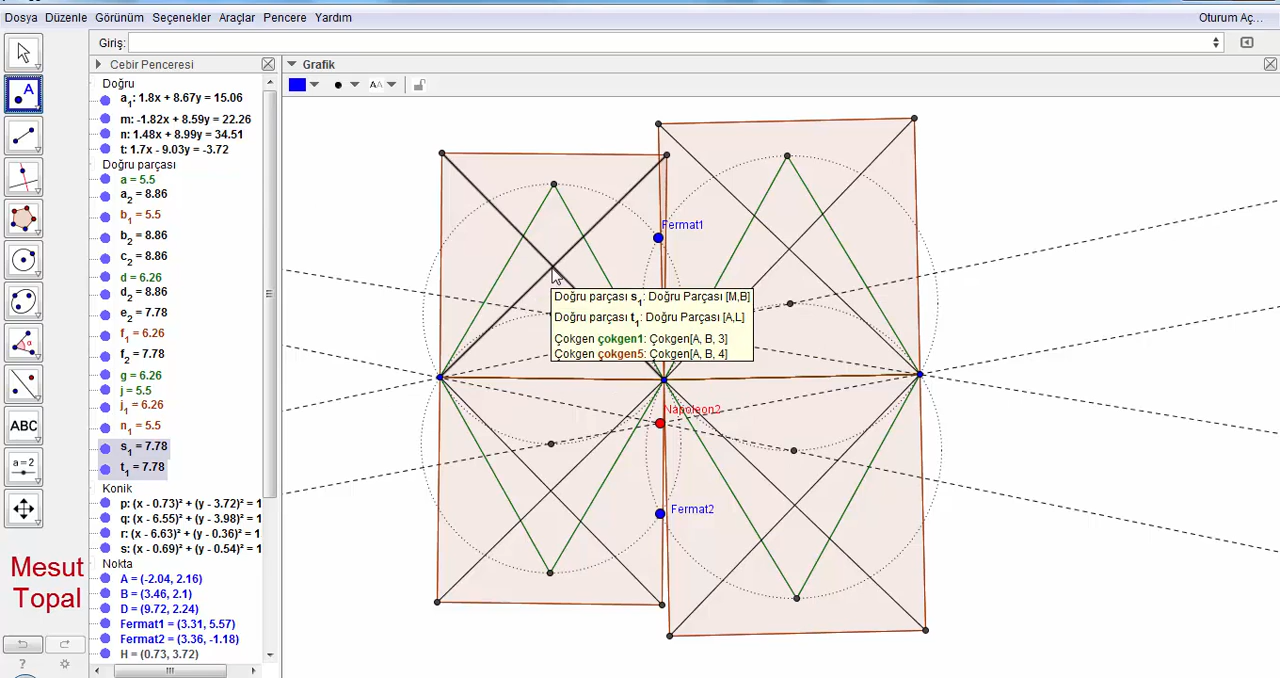 Dosya Düzenle Görünüm Seçenekler Araçlar Pencere Yardım Oturum Aç...
Giriş:
Cebir Penceresi
Grafik
Doğru
a₁: 1.8x + 8.67y = 15.06
m: -1.82x + 8.59y = 22.26
n: 1.48x + 8.99y = 34.51
t: 1.7x - 9.03y = -3.72
Doğru parçası
a = 5.5
a₂ = 8.86
b₁ = 5.5
b₂ = 8.86
c₂ = 8.86
d = 6.26
d₂ = 8.86
e₂ = 7.78
f₁ = 6.26
f₂ = 7.78
g = 6.26
j = 5.5
j₁ = 6.26
n₁ = 5.5
s₁ = 7.78
t₁ = 7.78
Konik
p: (x - 0.73)² + (y - 3.72)² = 1
q: (x - 6.55)² + (y - 3.98)² = 1
r: (x - 6.63)² + (y - 0.36)² = 1
s: (x - 0.69)² + (y - 0.54)² = 1
Nokta
A = (-2.04, 2.16)
B = (3.46, 2.1)
D = (9.72, 2.24)
Fermat1 = (3.31, 5.57)
Fermat2 = (3.36, -1.18)
H = (0.73, 3.72)
A
AA
ABC
a=2
α
Mesut
Topal
?
Fermat1
Doğru parçası s₁: Doğru Parçası [M,B]
Doğru parçası t₁: Doğru Parçası [A,L]
Çokgen çokgen1: Çokgen[A, B, 3]
Çokgen çokgen5: Çokgen[A, B, 4]
Napoleon2
Fermat2